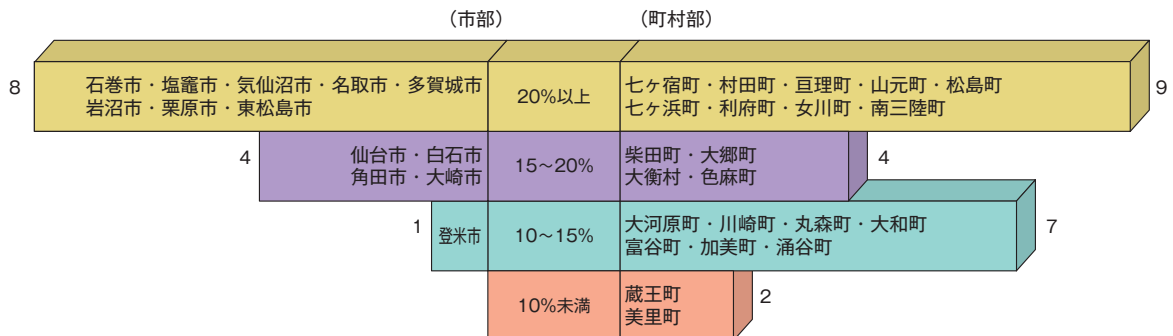 (市部)
(町村部)
8
石巻市・塩竈市・気仙沼市・名取市・多賀城市
岩沼市・栗原市・東松島市
20%以上
七ヶ宿町・村田町・亘理町・山元町・松島町
七ヶ浜町・利府町・女川町・南三陸町
9
4
仙台市・白石市
角田市・大崎市
15〜20%
柴田町・大郷町
大衡村・色麻町
4
1
登米市
10〜15%
大河原町・川崎町・丸森町・大和町
富谷町・加美町・涌谷町
7
10%未満
蔵王町
美里町
2